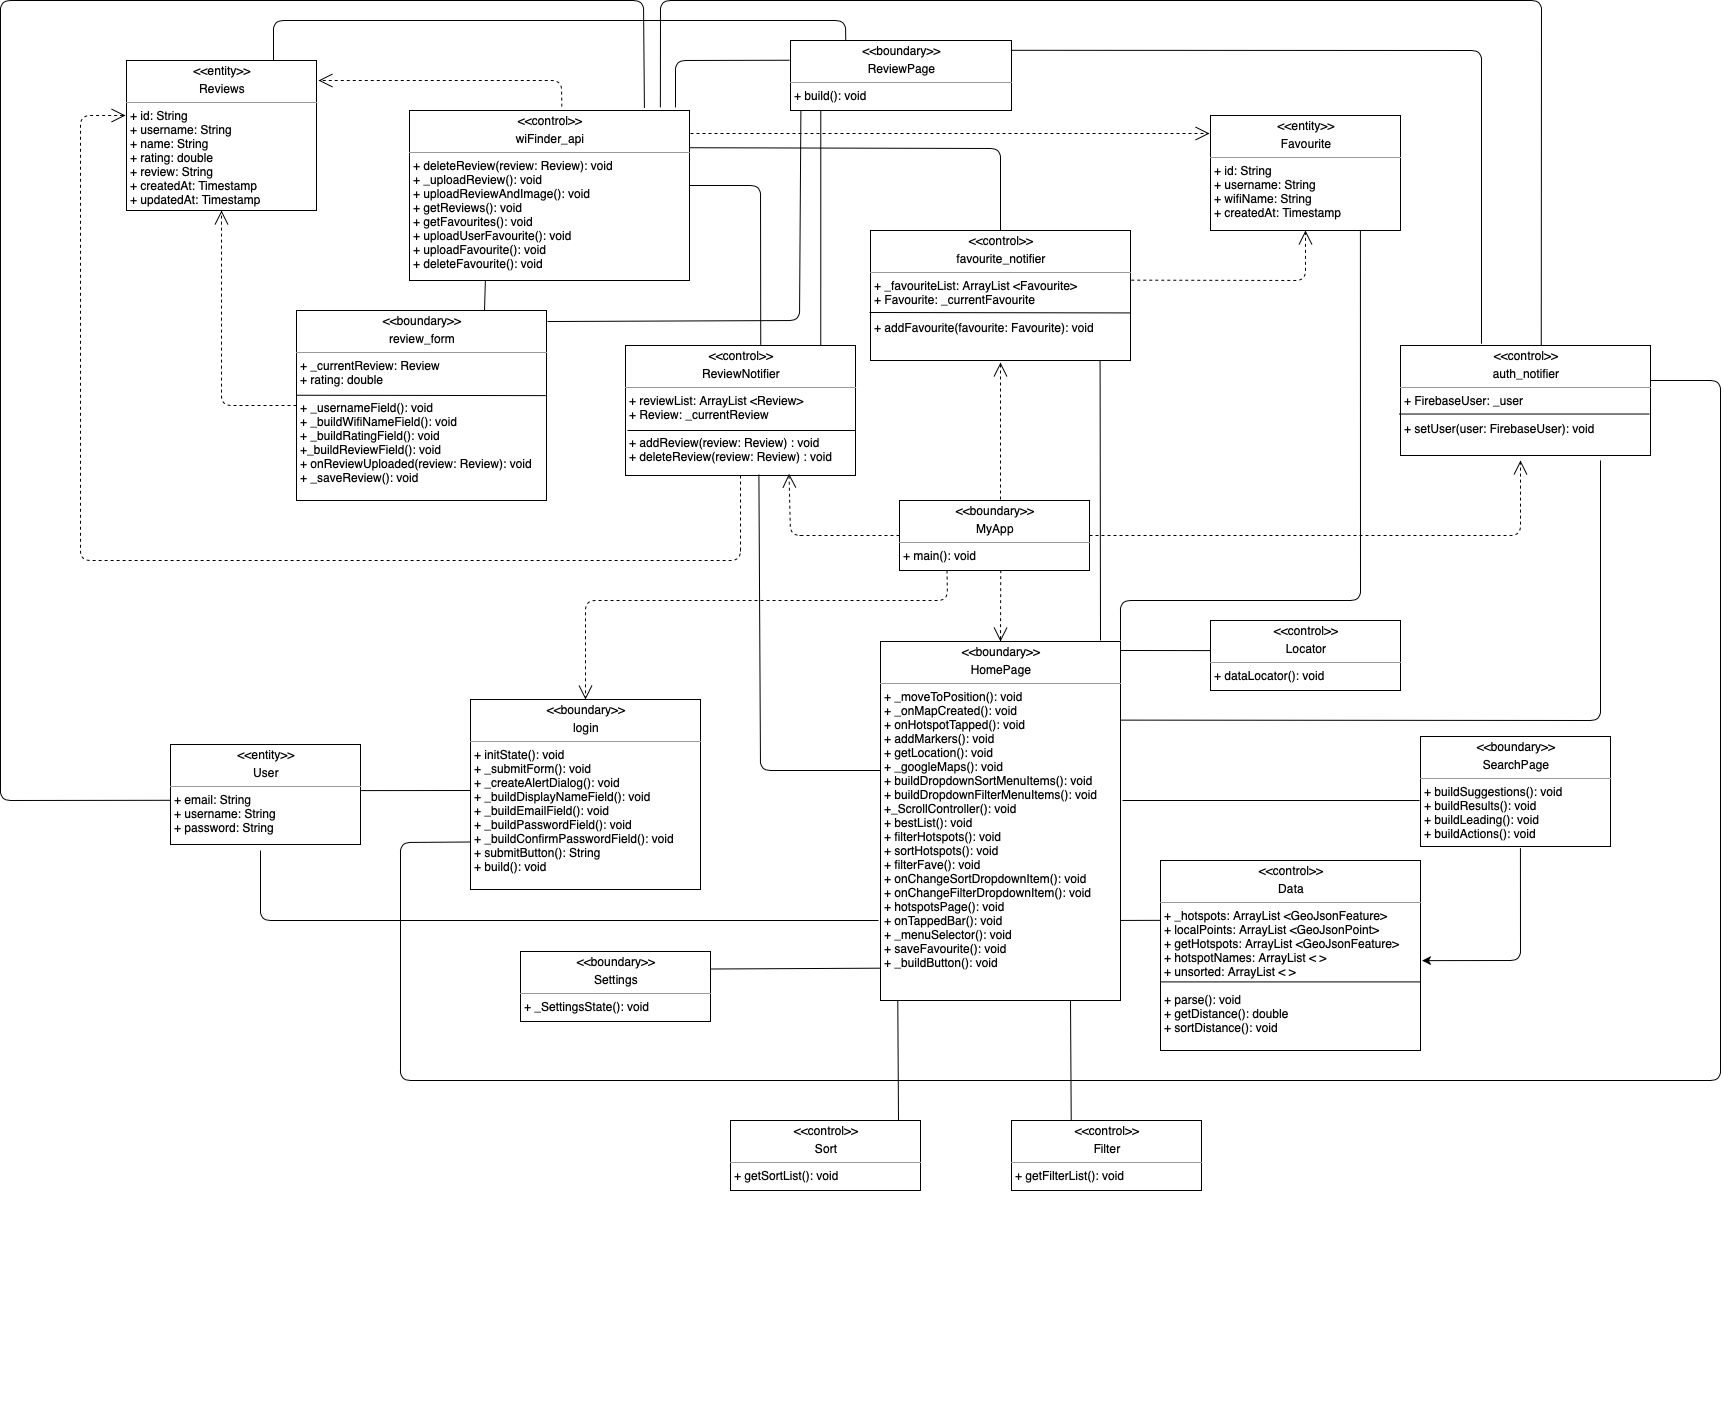 <<boundary>>
ReviewPage
+ build(): void
<<entity>>
Reviews
+ id: String
+ username: String
+ name: String
+ rating: double
+ review: String
+ createdAt: Timestamp
+ updatedAt: Timestamp
<<control>>
wiFinder_api
+ deleteReview(review: Review): void
+ _uploadReview(): void
+ uploadReviewAndImage(): void
+ getReviews(): void
+ getFavourites(): void
+ uploadUserFavourite(): void
+ uploadFavourite(): void
+ deleteFavourite(): void
<<entity>>
Favourite
+ id: String
+ username: String
+ wifiName: String
+ createdAt: Timestamp
<<control>>
favourite_notifier
+ _favouriteList: ArrayList <Favourite>
+ Favourite: _currentFavourite
+ addFavourite(favourite: Favourite): void
<<boundary>>
review_form
+ _currentReview: Review
+ rating: double
+ _usernameField(): void
+ _buildWifiNameField(): void
+ _buildRatingField(): void
+_buildReviewField(): void
+ onReviewUploaded(review: Review): void
+ _saveReview(): void
<<control>>
ReviewNotifier
+ reviewList: ArrayList <Review>
+ Review: _currentReview
+ addReview(review: Review) : void
+ deleteReview(review: Review) : void
<<control>>
auth_notifier
+ FirebaseUser: _user
+ setUser(user: FirebaseUser): void
<<boundary>>
MyApp
+ main(): void
<<control>>
Locator
+ dataLocator(): void
<<boundary>>
HomePage
+ _moveToPosition(): void
+ _onMapCreated(): void
+ onHotspotTapped(): void
+ addMarkers(): void
+ getLocation(): void
+ _googleMaps(): void
+ buildDropdownSortMenuItems(): void
+ buildDropdownFilterMenuItems(): void
+_ScrollController(): void
+ bestList(): void
+ filterHotspots(): void
+ sortHotspots(): void
+ filterFave(): void
+ onChangeSortDropdownItem(): void
+ onChangeFilterDropdownItem(): void
+ hotspotsPage(): void
+ onTappedBar(): void
+ _menuSelector(): void
+ saveFavourite(): void
+ _buildButton(): void
<<boundary>>
login
+ initState(): void
+ _submitForm(): void
+ _createAlertDialog(): void
+ _buildDisplayNameField(): void
+ _buildEmailField(): void
+ _buildPasswordField(): void
+ _buildConfirmPasswordField(): void
+ submitButton(): String
+ build(): void
<<entity>>
User
+ email: String
+ username: String
+ password: String
<<boundary>>
SearchPage
+ buildSuggestions(): void
+ buildResults(): void
+ buildLeading(): void
+ buildActions(): void
<<control>>
Data
+ _hotspots: ArrayList <GeoJsonFeature>
+ localPoints: ArrayList <GeoJsonPoint>
+ getHotspots: ArrayList <GeoJsonFeature>
+ hotspotNames: ArrayList < >
+ unsorted: ArrayList < >
+ parse(): void
+ getDistance(): double
+ sortDistance(): void
<<boundary>>
Settings
+ _SettingsState(): void
<<control>>
Sort
+ getSortList(): void
<<control>>
Filter
+ getFilterList(): void